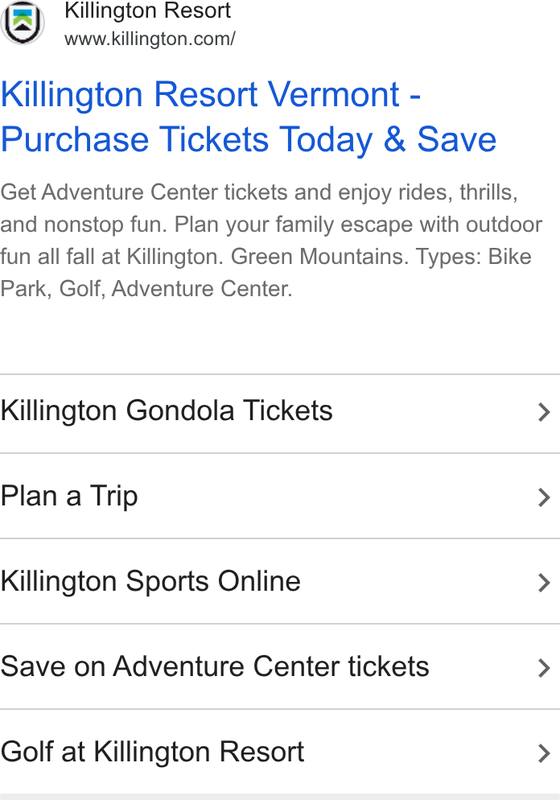 Killington Resort
www.killington.com/
Killington Resort Vermont -
Purchase Tickets Today & Save
Get Adventure Center tickets and enjoy rides, thrills,
and nonstop fun. Plan your family escape with outdoor
fun all fall at Killington. Green Mountains. Types: Bike
Park, Golf, Adventure Center.
Killington Gondola Tickets
Plan a Trip
Killington Sports Online
Save on Adventure Center tickets
Golf at Killington Resort